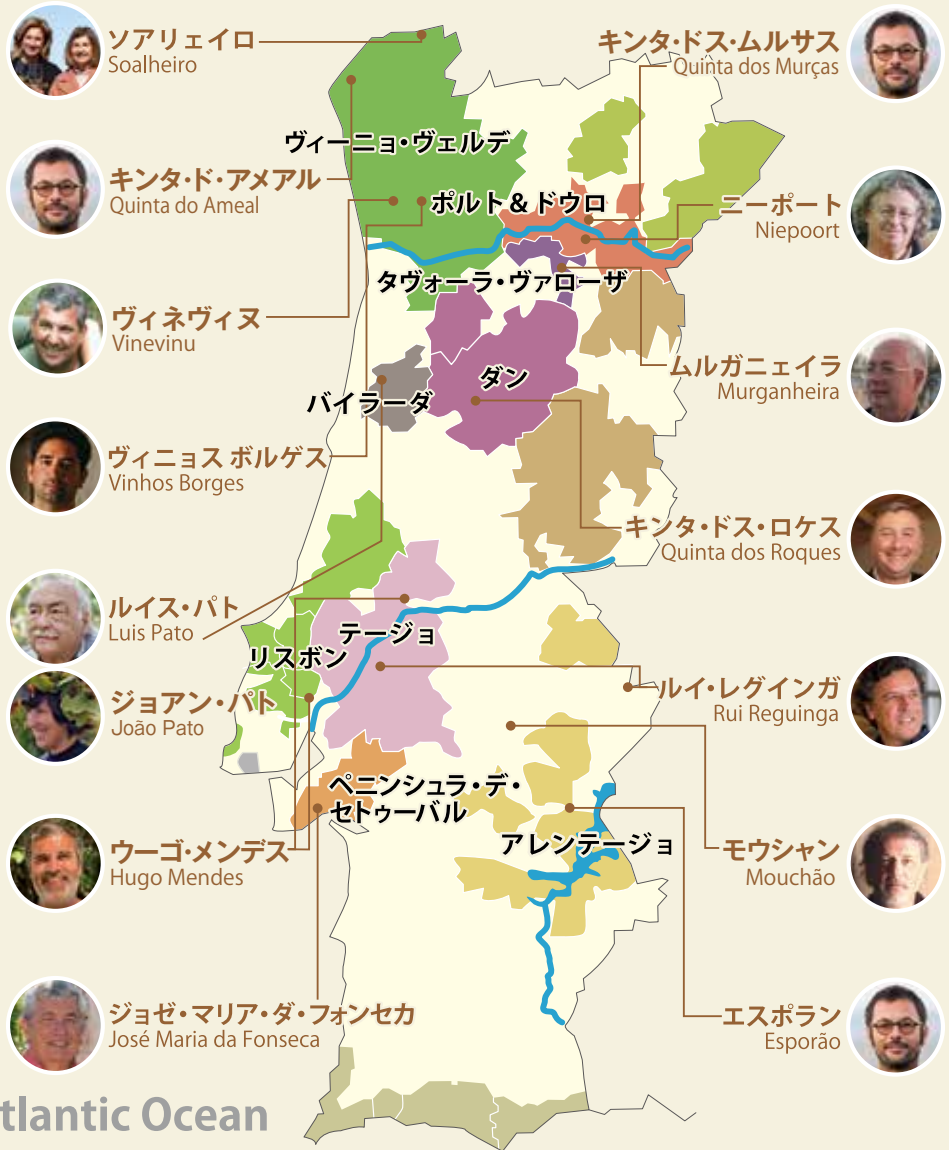 ソアリェイロ
Soalheiro
キンタ・ド・アメアル
Quinta do Ameal
ヴィネヴィヌ
Vinevinu
ヴィニョス ボルゲス
Vinhos Borges
ルイス・パト
Luis Pato
ジョアン・パト
João Pato
ウーゴ・メンデス
Hugo Mendes
ジョゼ・マリア・ダ・フォンセカ
José Maria da Fonseca
ヴィーニョ・ヴェルデ
ポルト＆ドウロ
タヴォーラ・ヴァローザ
ダン
バイラーダ
テージョ
リスボン
ペニンシュラ・デ・
セトゥーバル
アレンテージョ
キンタ・ドス・ムルサス
Quinta dos Murças
ニーポート
Niepoort
ムルガニェイラ
Murganheira
キンタ・ドス・ロケス
Quinta dos Roques
ルイ・レグインガ
Rui Reguinga
モウシャン
Mouchão
エスポラン
Esporão
tlantic Ocean